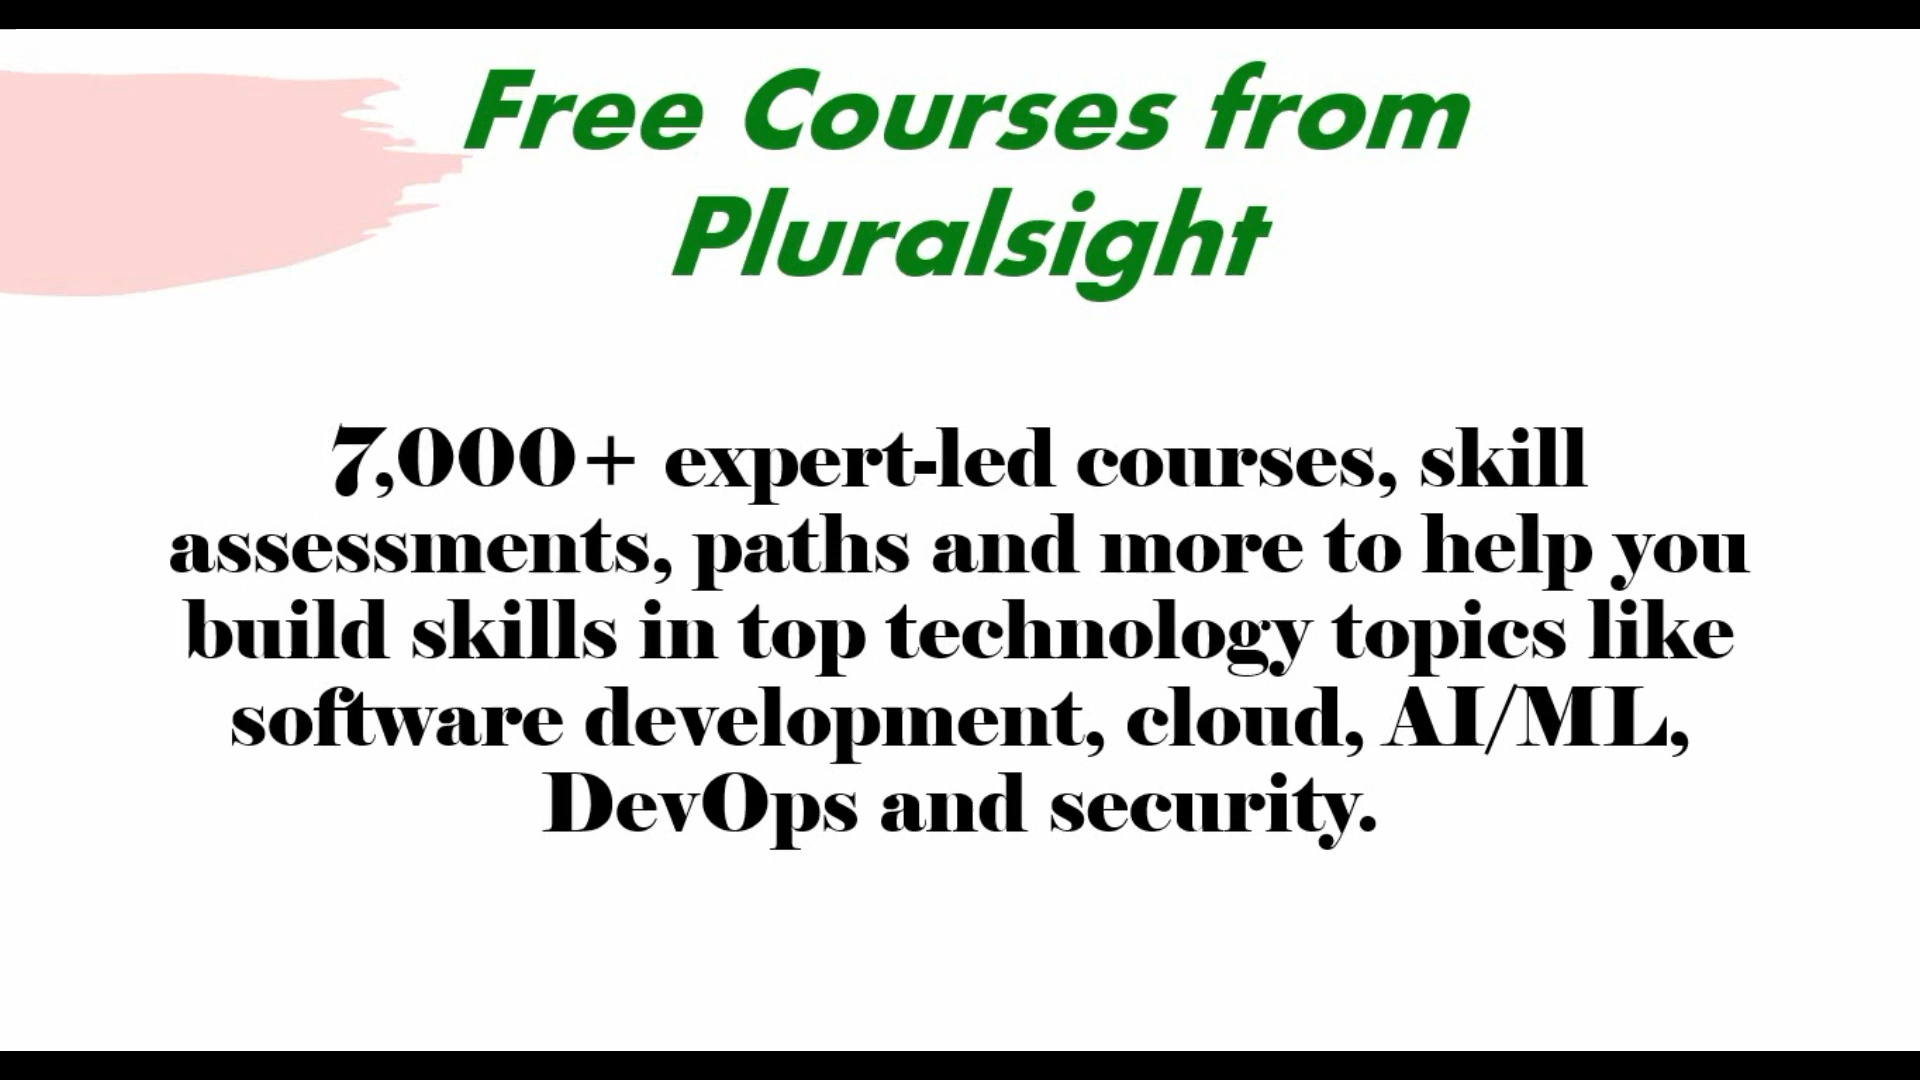 Free Courses from
Pluralsight
7,000+ expert-led courses, skill
assessments, paths and more to help you
build skills in top technology topics like
software development, cloud, AI/ML,
DevOps and security.